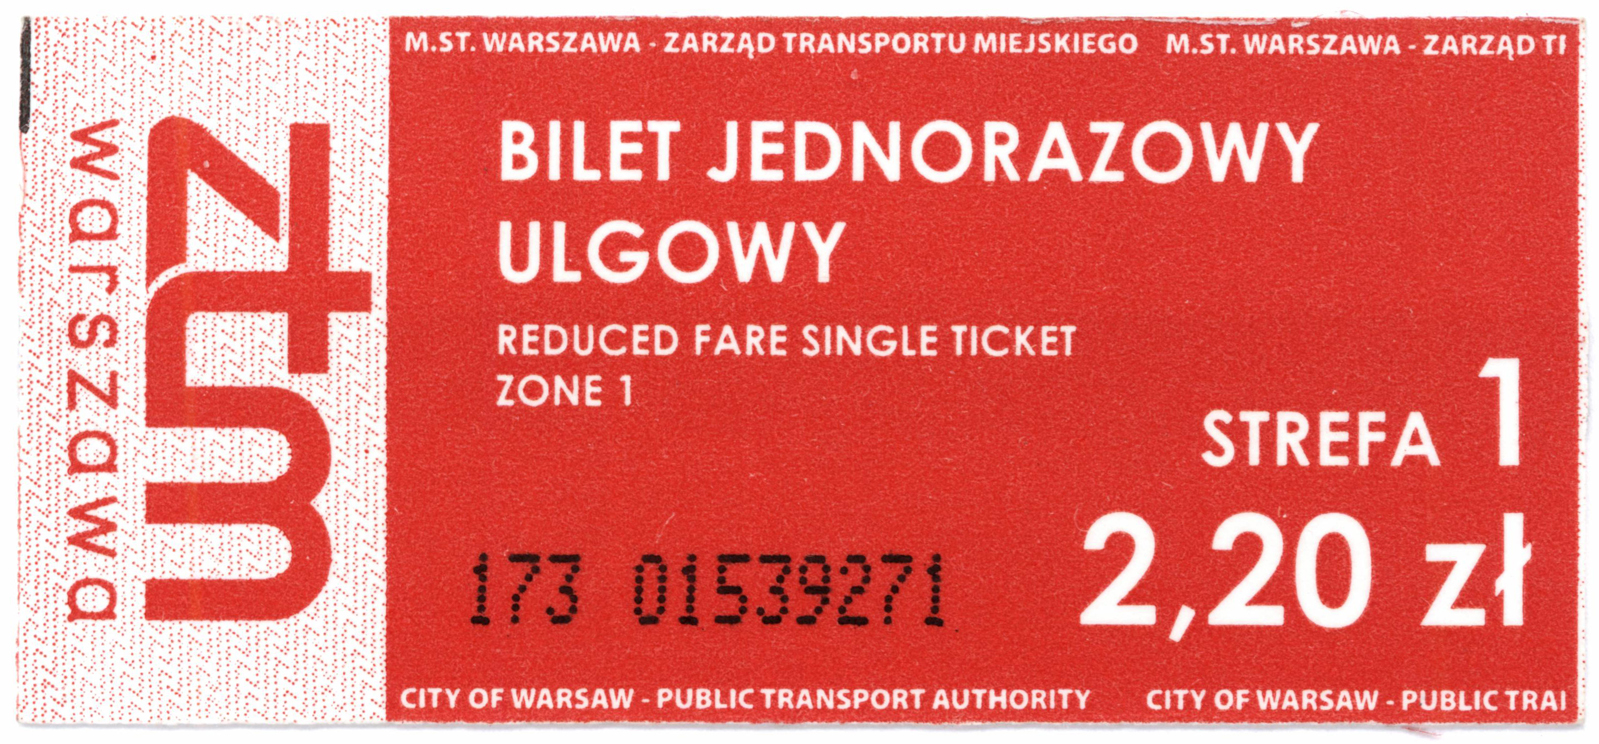 M.ST. WARSZAWA - ZARZĄD TRANSPORTU MIEJSKIEGO M.ST. WARSZAWA - ZARZĄD
BILET JEDNORAZOWY
ULGOWY
REDUCED FARE SINGLE TICKET
ZONE 1
STREFA 1
2,20 zł
173 01539271
CITY OF WARSAW - PUBLIC TRANSPORT AUTHORITY CITY OF WARSAW - PUBLIC
ztm
warszawa